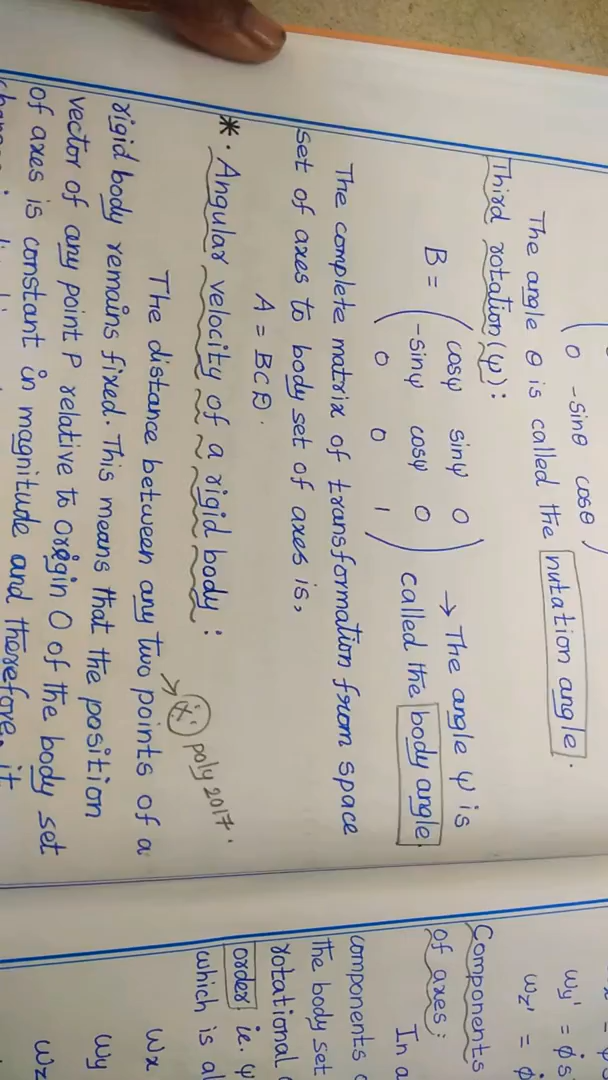 0 -sinθ cosθ
The angle θ is called the nutation angle.
Third rotation (ψ):
B = ( cosψ sinψ 0
-sinψ cosψ 0
0 0 1 )
→ The angle ψ is
called the body angle.
The complete matrix of transformation from space
set of axes to body set of axes is,
A = BCD.
*. Angular velocity of a rigid body:
poly 2017.
The distance between any two points of a
rigid body remains fixed. This means that the position
vector of any point P relative to origin O of the body set
of axes is constant in magnitude and therefore, it
ωy' =
ωz' =
Components
of axes:
In a
components
the body set
rotational
order ie. ψ
which is al
ωx
ωy
ωz